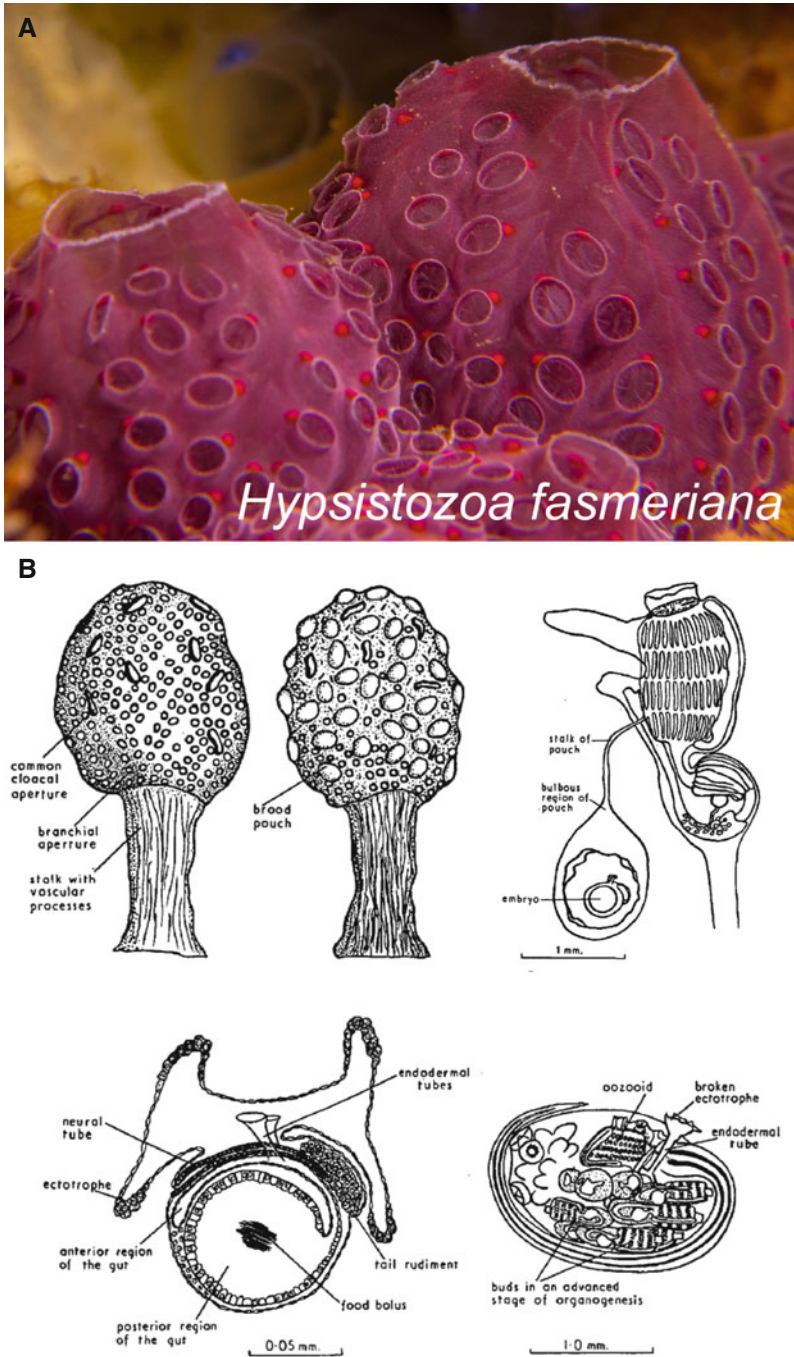 A
Hypsistozoa fasmeriana
B
common
cloacal
aperture
branchial
aperture
stalk with
vascular
processes
brood
pouch
stalk of
pouch
bulbous
region of
pouch
embryo
1 mm.
neural
tube
endodermal
tubes
ectotrophe
anterior region
of the gut
posterior region
of the gut
tail rudiment
food bolus
0·05 mm.
oozooid
broken
ectotrophe
endodermal
tube
buds in an advanced
stage of organogenesis
1·0 mm.